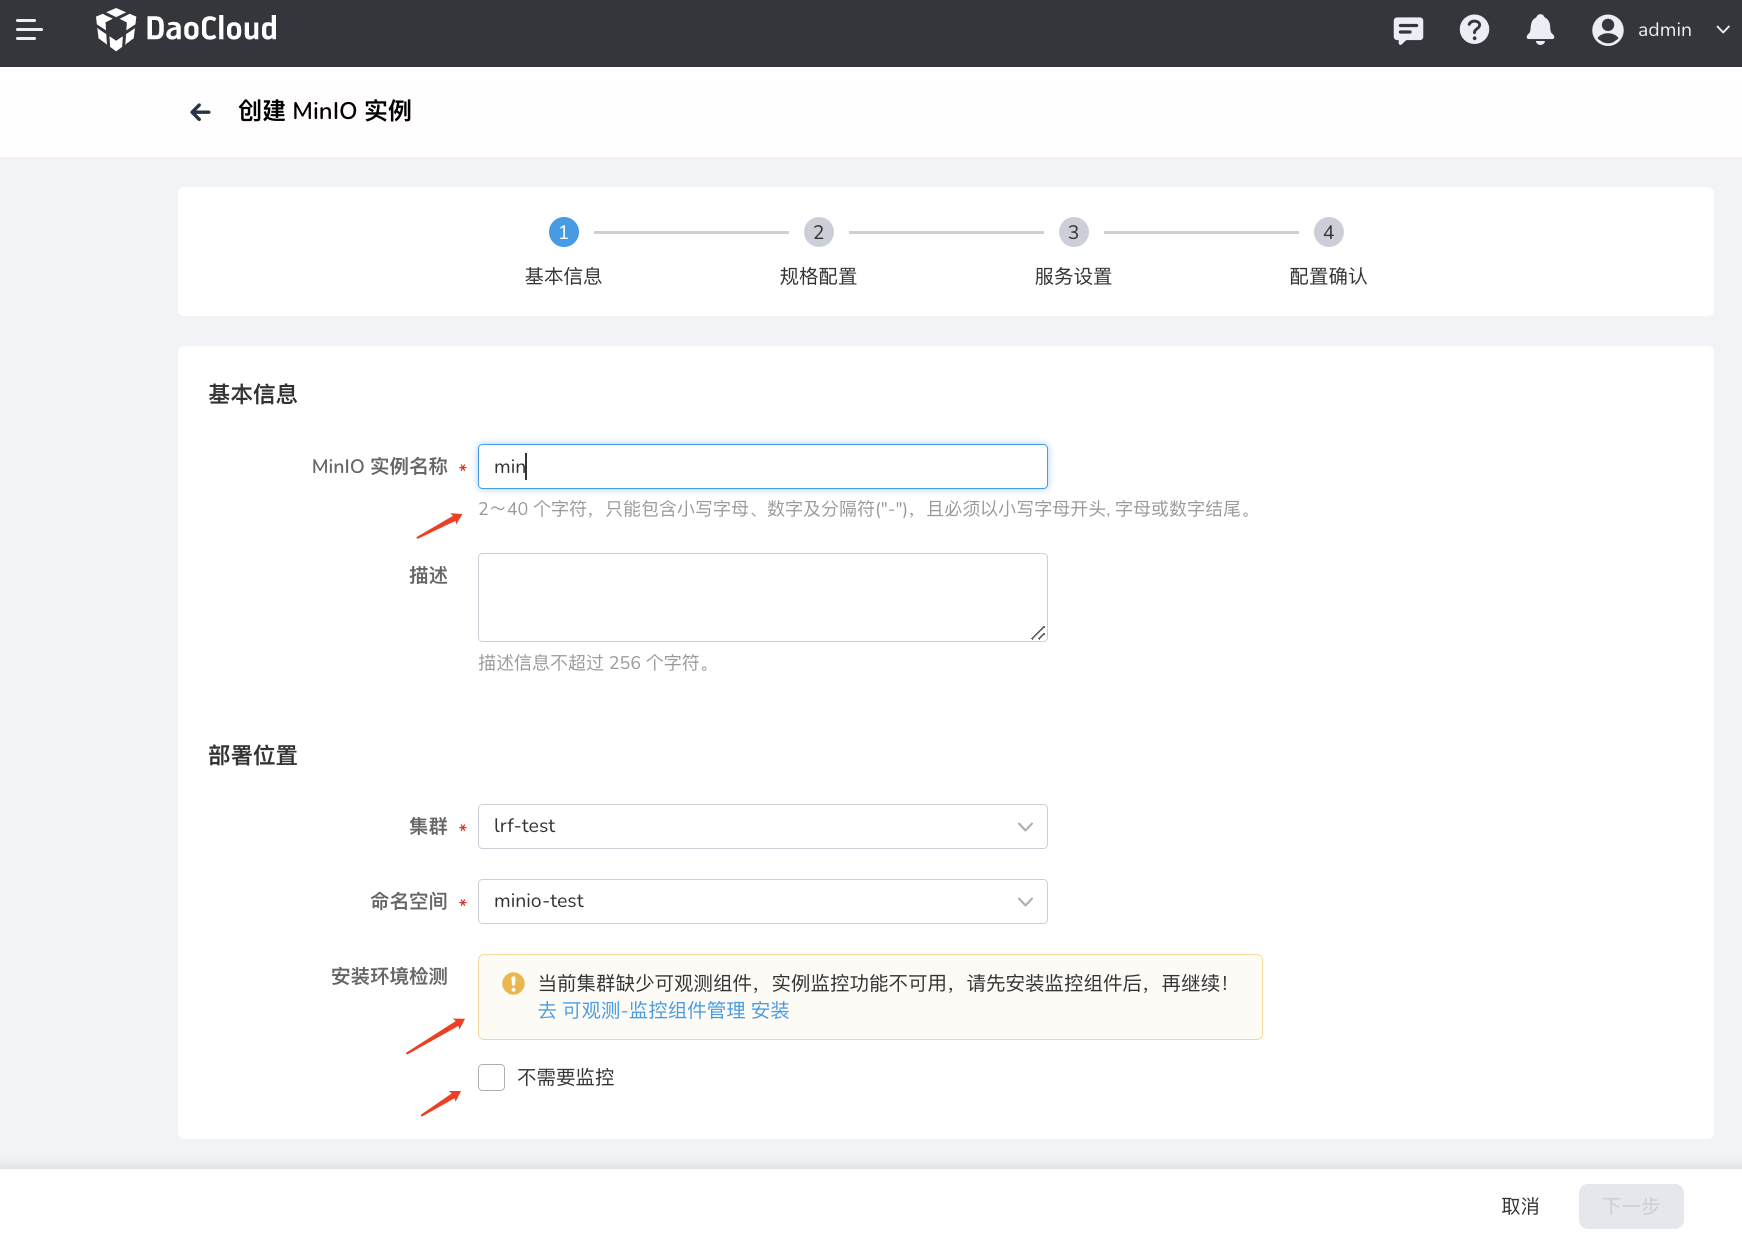 DaoCloud
admin
创建 MinIO 实例
1
2
3
4
基本信息
规格配置
服务设置
配置确认
基本信息
MinIO 实例名称 *
min
2～40 个字符，只能包含小写字母、数字及分隔符("-")，且必须以小写字母开头, 字母或数字结尾。
描述
描述信息不超过 256 个字符。
部署位置
集群 *
lrf-test
命名空间 *
minio-test
安装环境检测
当前集群缺少可观测组件，实例监控功能不可用，请先安装监控组件后，再继续！
去 可观测-监控组件管理 安装
不需要监控
取消
下一步